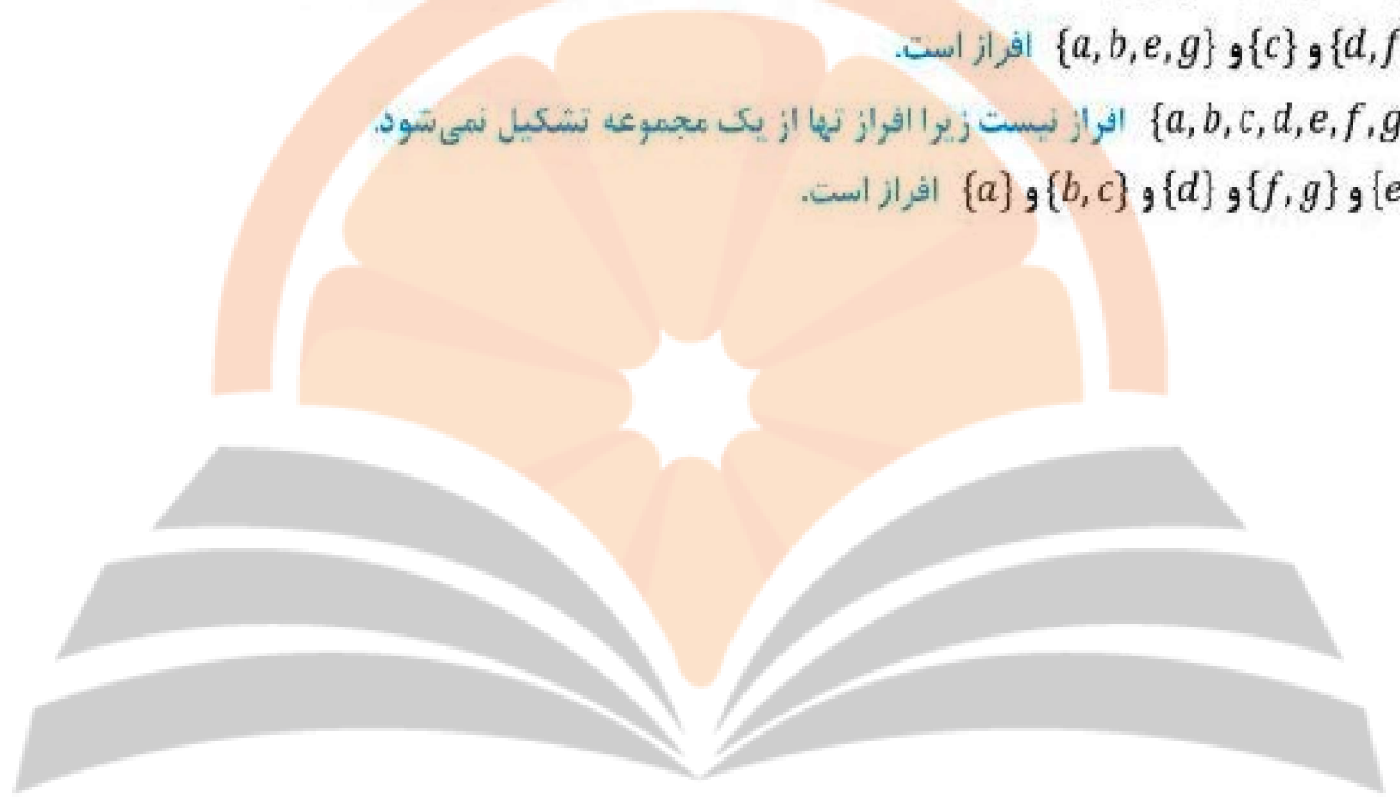 {d,f و {c} و {a,b,e,g} افراز است.
{a,b,c,d,e,f,g افراز نیست زیرا افراز تنها از یک مجموعه تشکیل نمی‌شود.
{e و {f,g} و {d} و {b,c} و {a} افراز است.